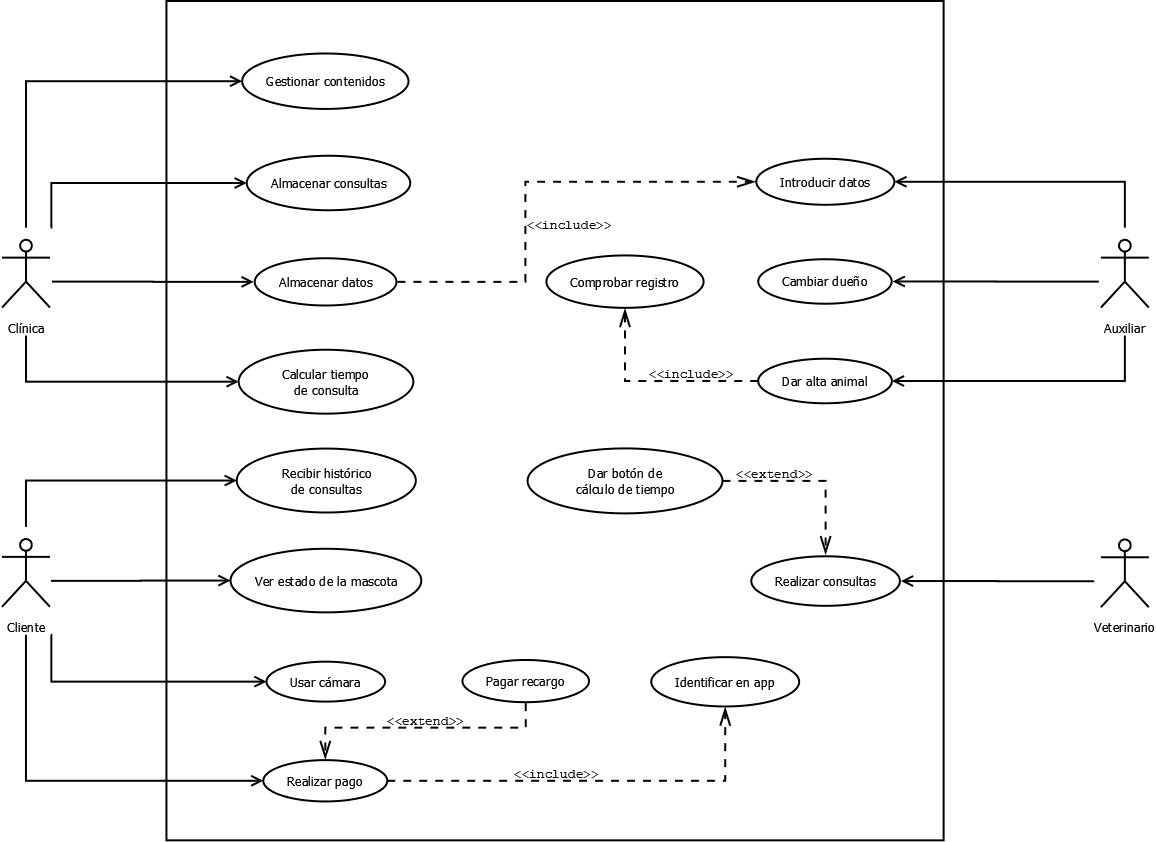 Gestionar contenidos
Almacenar consultas
Introducir datos
<<include>>
Almacenar datos
Comprobar registro
Cambiar dueño
Clínica
Auxiliar
Calcular tiempo
de consulta
<<include>>
Dar alta animal
Recibir histórico
de consultas
Dar botón de
cálculo de tiempo
<<extend>>
Ver estado de la mascota
Realizar consultas
Cliente
Veterinario
Usar cámara
Pagar recargo
Identificar en app
<<extend>>
Realizar pago
<<include>>